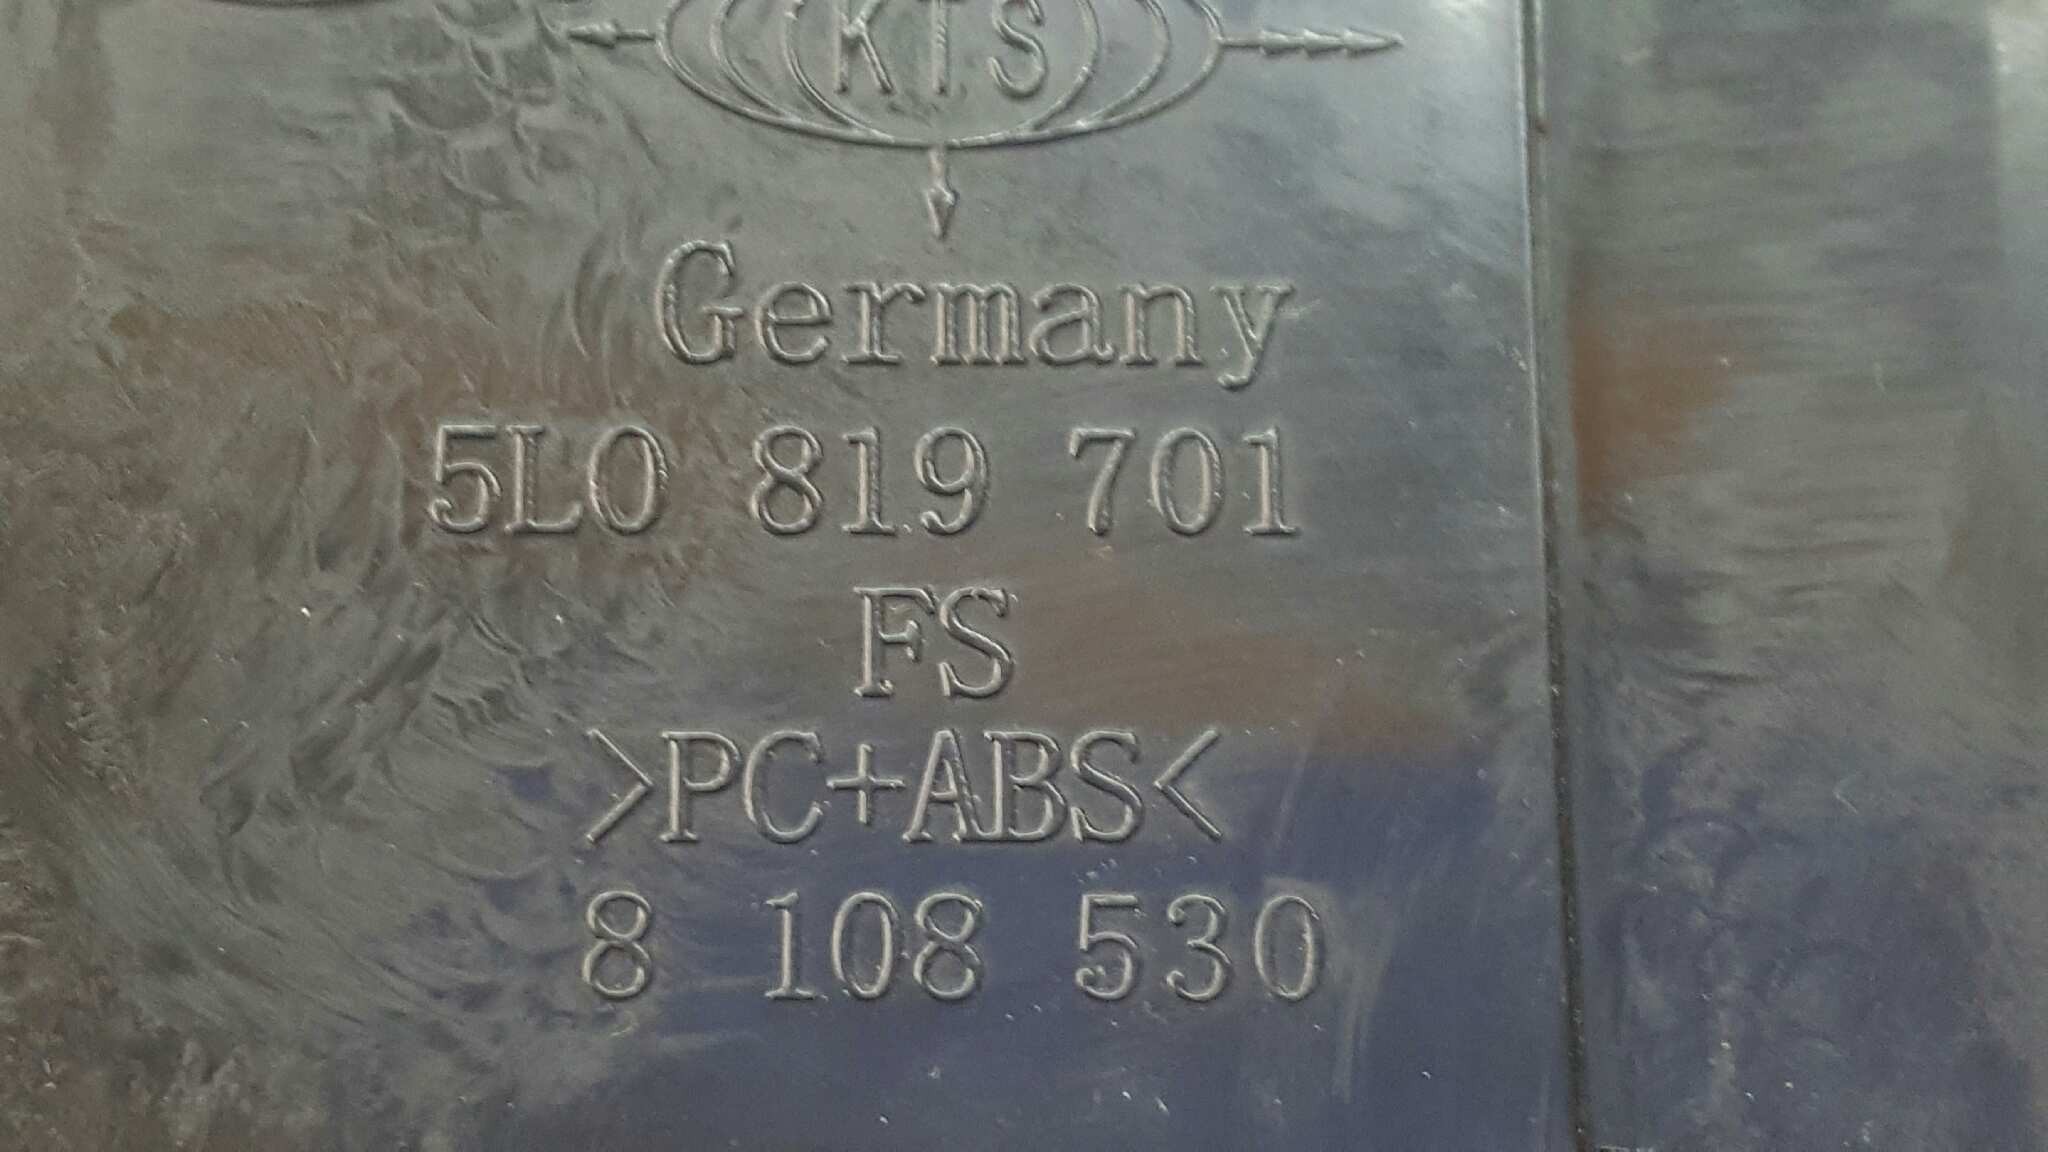 KTS
Germany
5L0 819 701
FS
>PC+ABS<
8 108 530